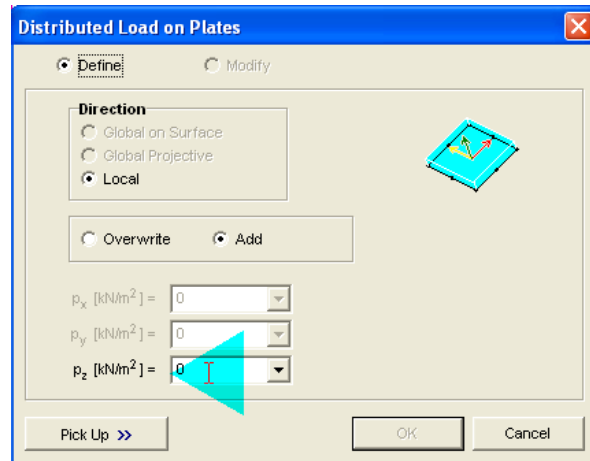 Distributed Load on Plates
Define Modify
Direction
Global on Surface
Global Projective
Local
Overwrite Add
px [kN/m²] = 0
py [kN/m²] = 0
pz [kN/m²] = 0
Pick Up >> OK Cancel